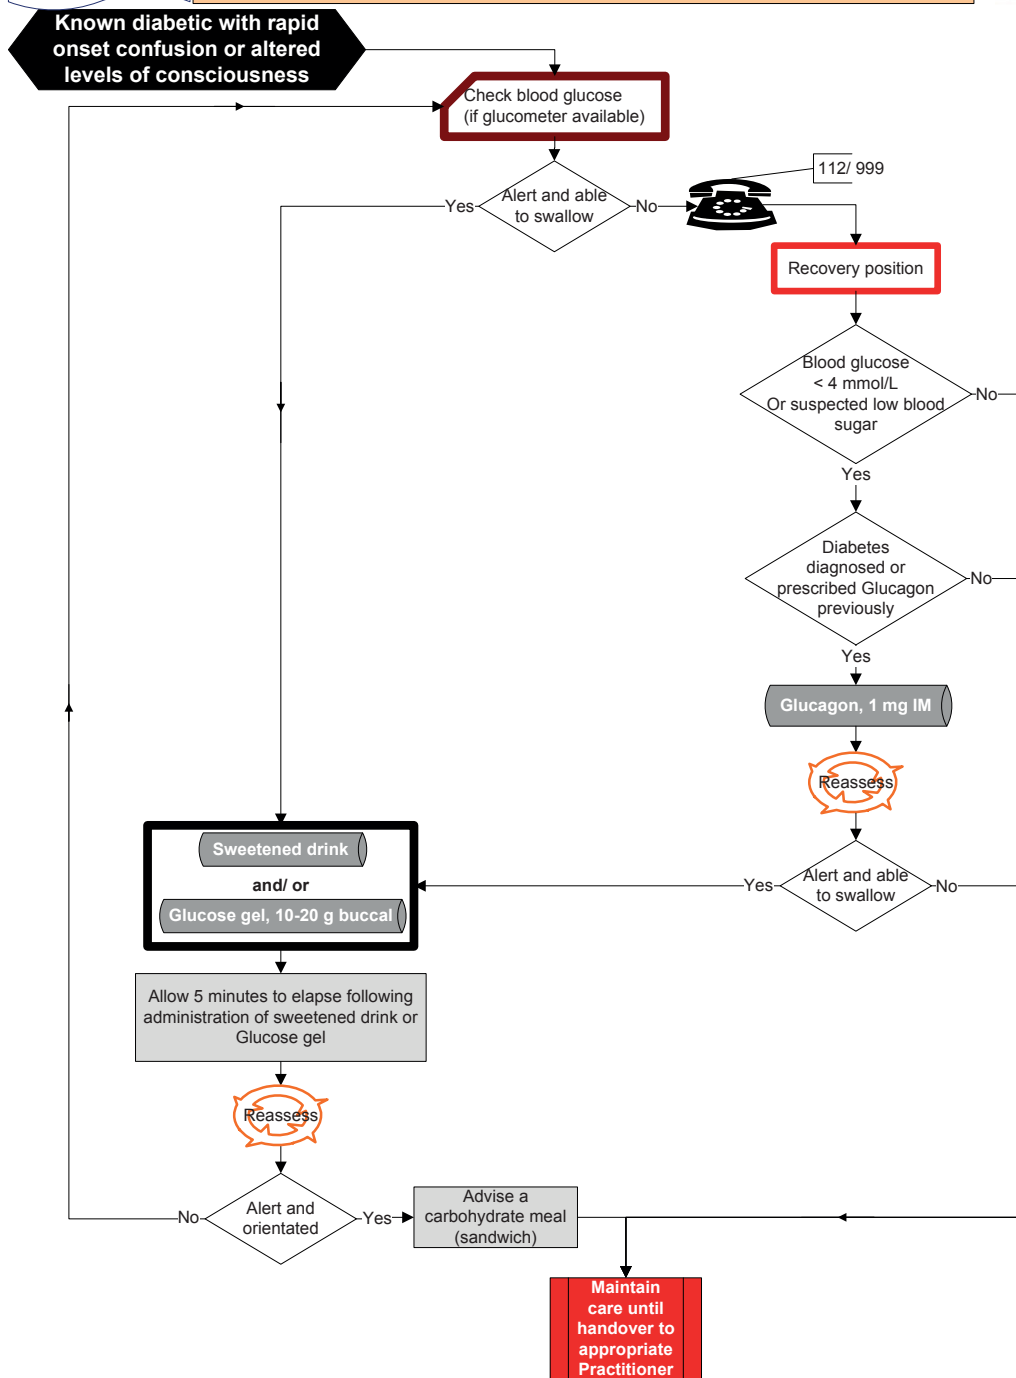 Known diabetic with rapid
onset confusion or altered
levels of consciousness
Check blood glucose
(if glucometer available)
112/ 999
Alert and able
to swallow
Yes
No
Recovery position
Blood glucose
< 4 mmol/L
Or suspected low blood
sugar
No
Yes
Diabetes
diagnosed or
prescribed Glucagon
previously
No
Yes
Glucagon, 1 mg IM
Reassess
Alert and able
to swallow
Yes
No
Sweetened drink
and/ or
Glucose gel, 10-20 g buccal
Allow 5 minutes to elapse following
administration of sweetened drink or
Glucose gel
Reassess
Alert and
orientated
No
Yes
Advise a
carbohydrate meal
(sandwich)
Maintain
care until
handover to
appropriate
Practitioner